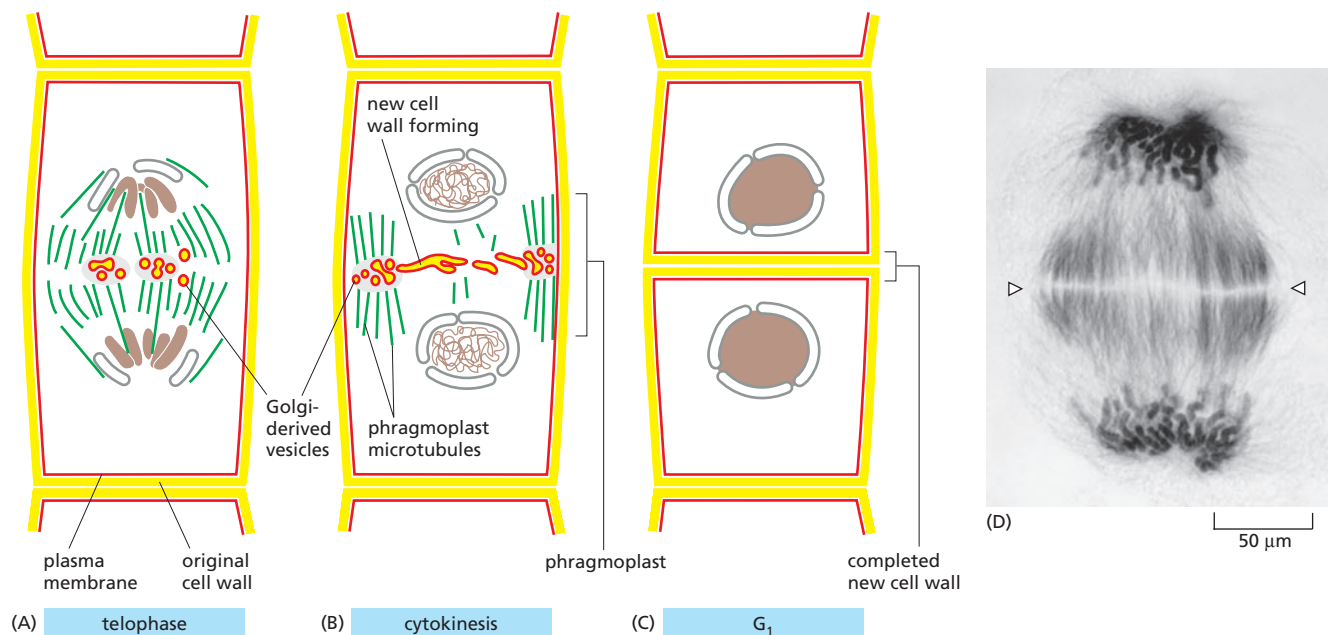 new cell
wall forming
Golgi-
derived
vesicles
phragmoplast
microtubules
plasma
membrane
original
cell wall
phragmoplast
completed
new cell wall
(D)
50 μm
(A) telophase
(B) cytokinesis
(C) G₁